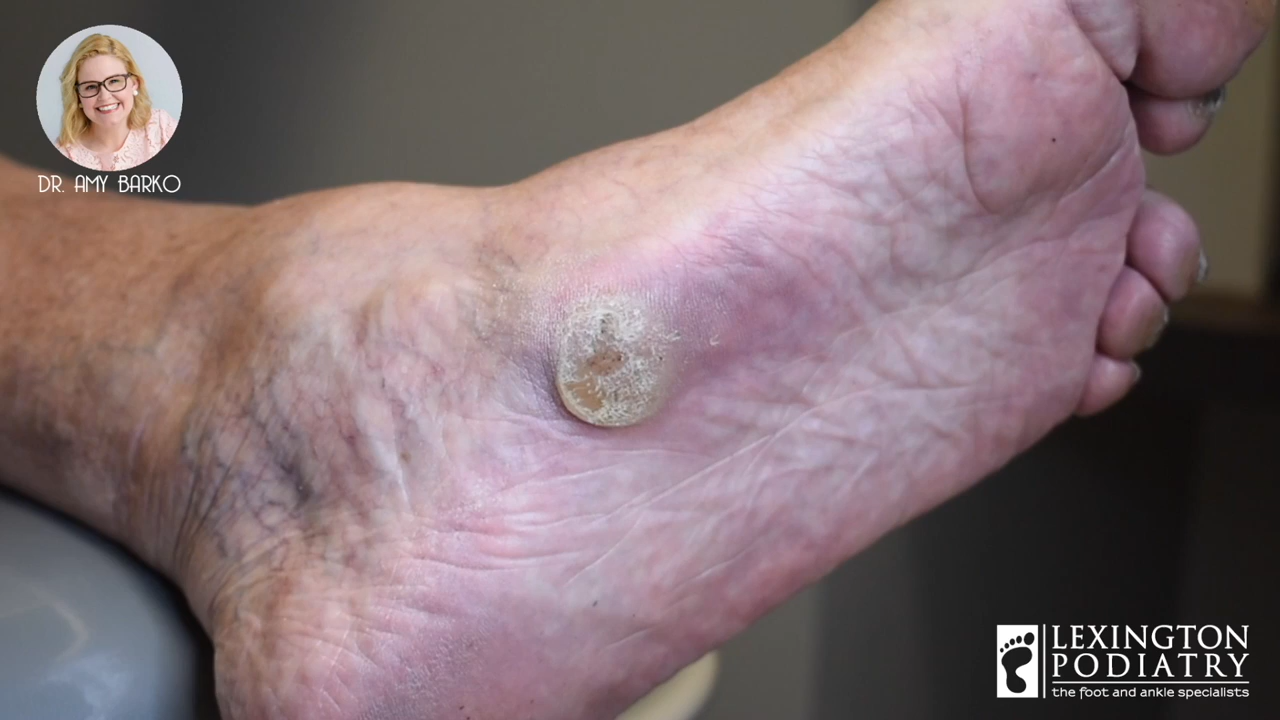 DR. AMY BARKO
LEXINGTON
PODIATRY
the foot and ankle specialists